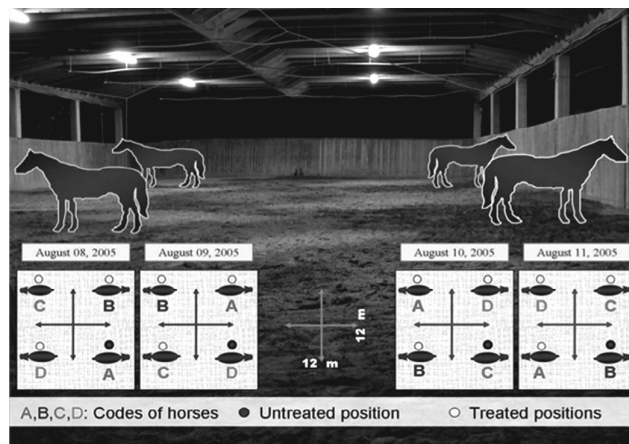 August 08, 2005
August 09, 2005
August 10, 2005
August 11, 2005
C B
B A
A D
D C
D A
C D
B C
A B
12 m
12 m
A,B,C,D: Codes of horses Untreated position Treated positions